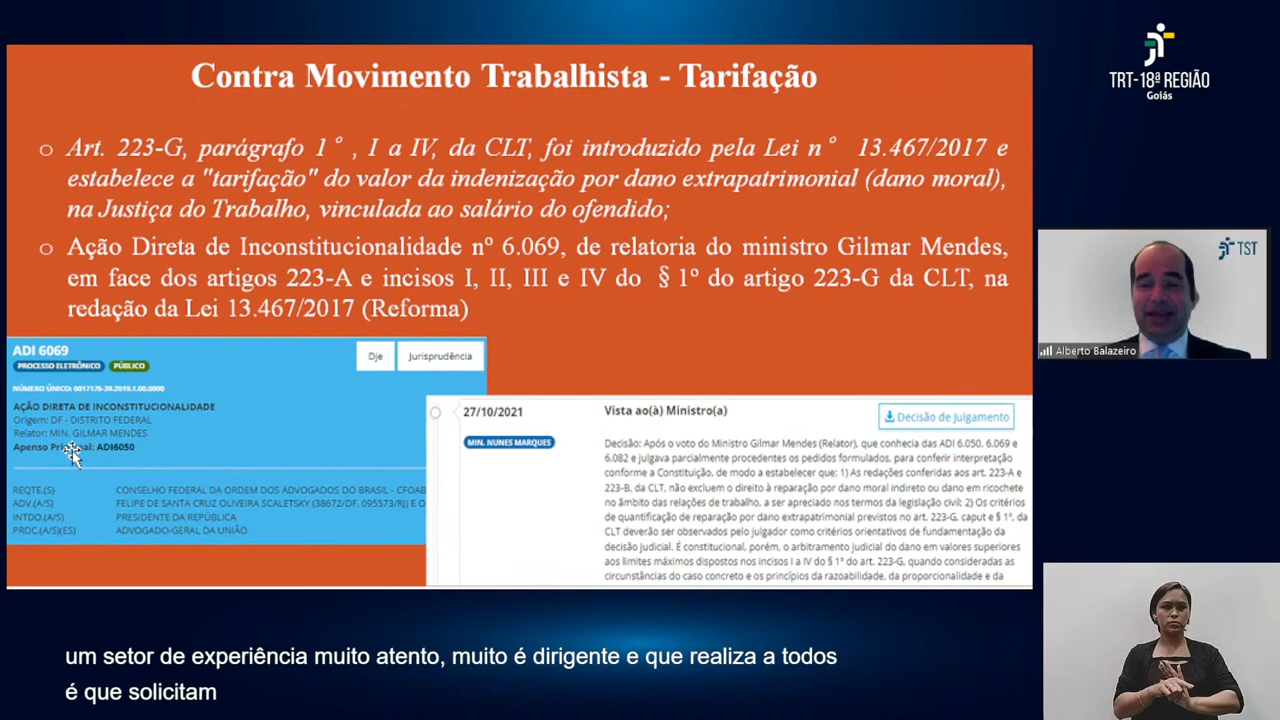 Contra Movimento Trabalhista - Tarifação
TRT-18ª REGIÃO
Goiás
Art. 223-G, parágrafo 1°, I a IV, da CLT, foi introduzido pela Lei n° 13.467/2017 e
estabelece a "tarifação" do valor da indenização por dano extrapatrimonial (dano moral),
na Justiça do Trabalho, vinculada ao salário do ofendido;
Ação Direta de Inconstitucionalidade nº 6.069, de relatoria do ministro Gilmar Mendes,
em face dos artigos 223-A e incisos I, II, III e IV do § 1º do artigo 223-G da CLT, na
redação da Lei 13.467/2017 (Reforma)
TST
Alberto Balazeiro
ADI 6069
PROCESSO ELETRÔNICO PÚBLICO
Dje
Jurisprudência
NÚMERO ÚNICO: 0017176-39.2019.1.00.0000
AÇÃO DIRETA DE INCONSTITUCIONALIDADE
Origem: DF - DISTRITO FEDERAL
Relator: MIN. GILMAR MENDES
Apenso ADI6050
REQTE.(S) CONSELHO FEDERAL DA ORDEM DOS ADVOGADOS DO BRASIL - CFOAB
ADV.(A/S) FELIPE DE SANTA CRUZ OLIVEIRA SCALETSKY (38672/DF, 095573/RJ) E O
INTDO.(A/S) PRESIDENTE DA REPÚBLICA
PROC.(A/S)(ES) ADVOGADO-GERAL DA UNIÃO
27/10/2021
MIN. NUNES MARQUES
Vista ao(à) Ministro(a)
Decisão de Julgamento
Decisão: Após o voto do Ministro Gilmar Mendes (Relator), que conhecia das ADI 6.050, 6.069 e
6.082 e julgava parcialmente procedentes os pedidos formulados, para conferir interpretação
conforme a Constituição, de modo a estabelecer que: 1) As redações conferidas aos art. 223-A e
223-B, da CLT, não excluem o direito à reparação por dano moral indireto ou dano em ricochete
no âmbito das relações de trabalho, a ser apreciado nos termos da legislação civil; 2) Os critérios
de quantificação de reparação por dano extrapatrimonial previstos no art. 223-G, caput e § 1º, da
CLT deverão ser observados pelo julgador como critérios orientativos de fundamentação da
decisão judicial. É constitucional, porém, o arbitramento judicial do dano em valores superiores
aos limites máximos dispostos nos incisos I a IV do § 1º do art. 223-G, quando consideradas as
circunstâncias do caso concreto e os princípios da razoabilidade, da proporcionalidade e da
um setor de experiência muito atento, muito é dirigente e que realiza a todos
é que solicitam